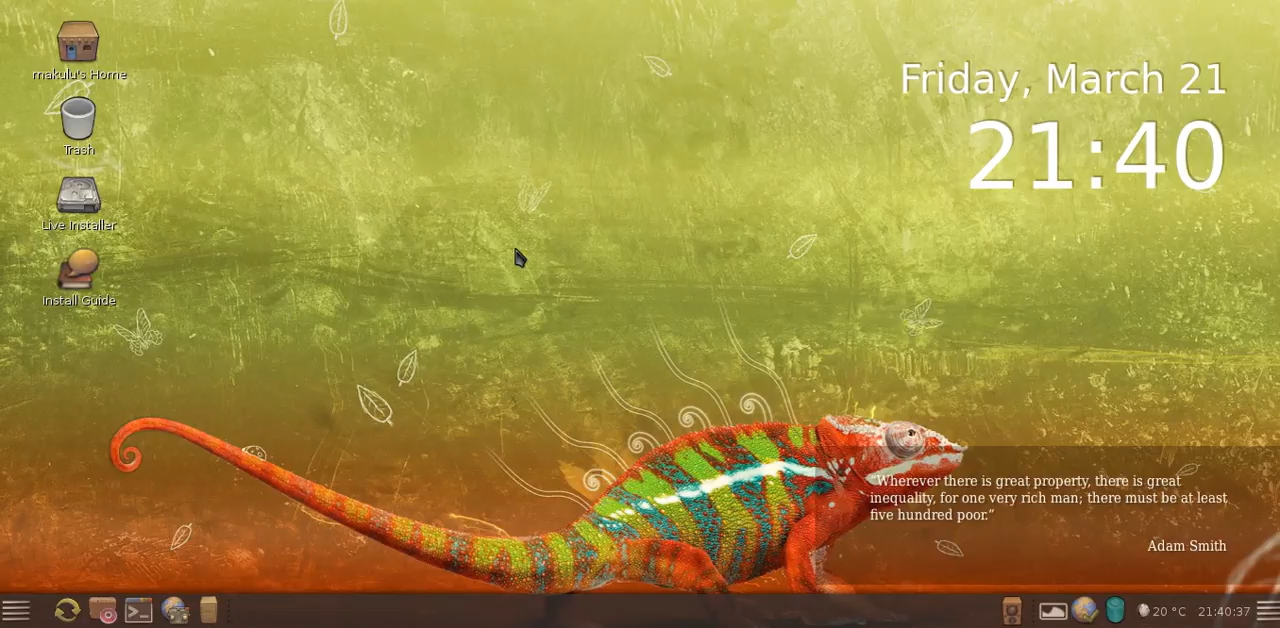 makulu's Home
Trash
Live Installer
Install Guide
Friday, March 21
21:40
“Wherever there is great property, there is great
inequality, for one very rich man; there must be at least
five hundred poor.”
Adam Smith
20 °C
21:40:37